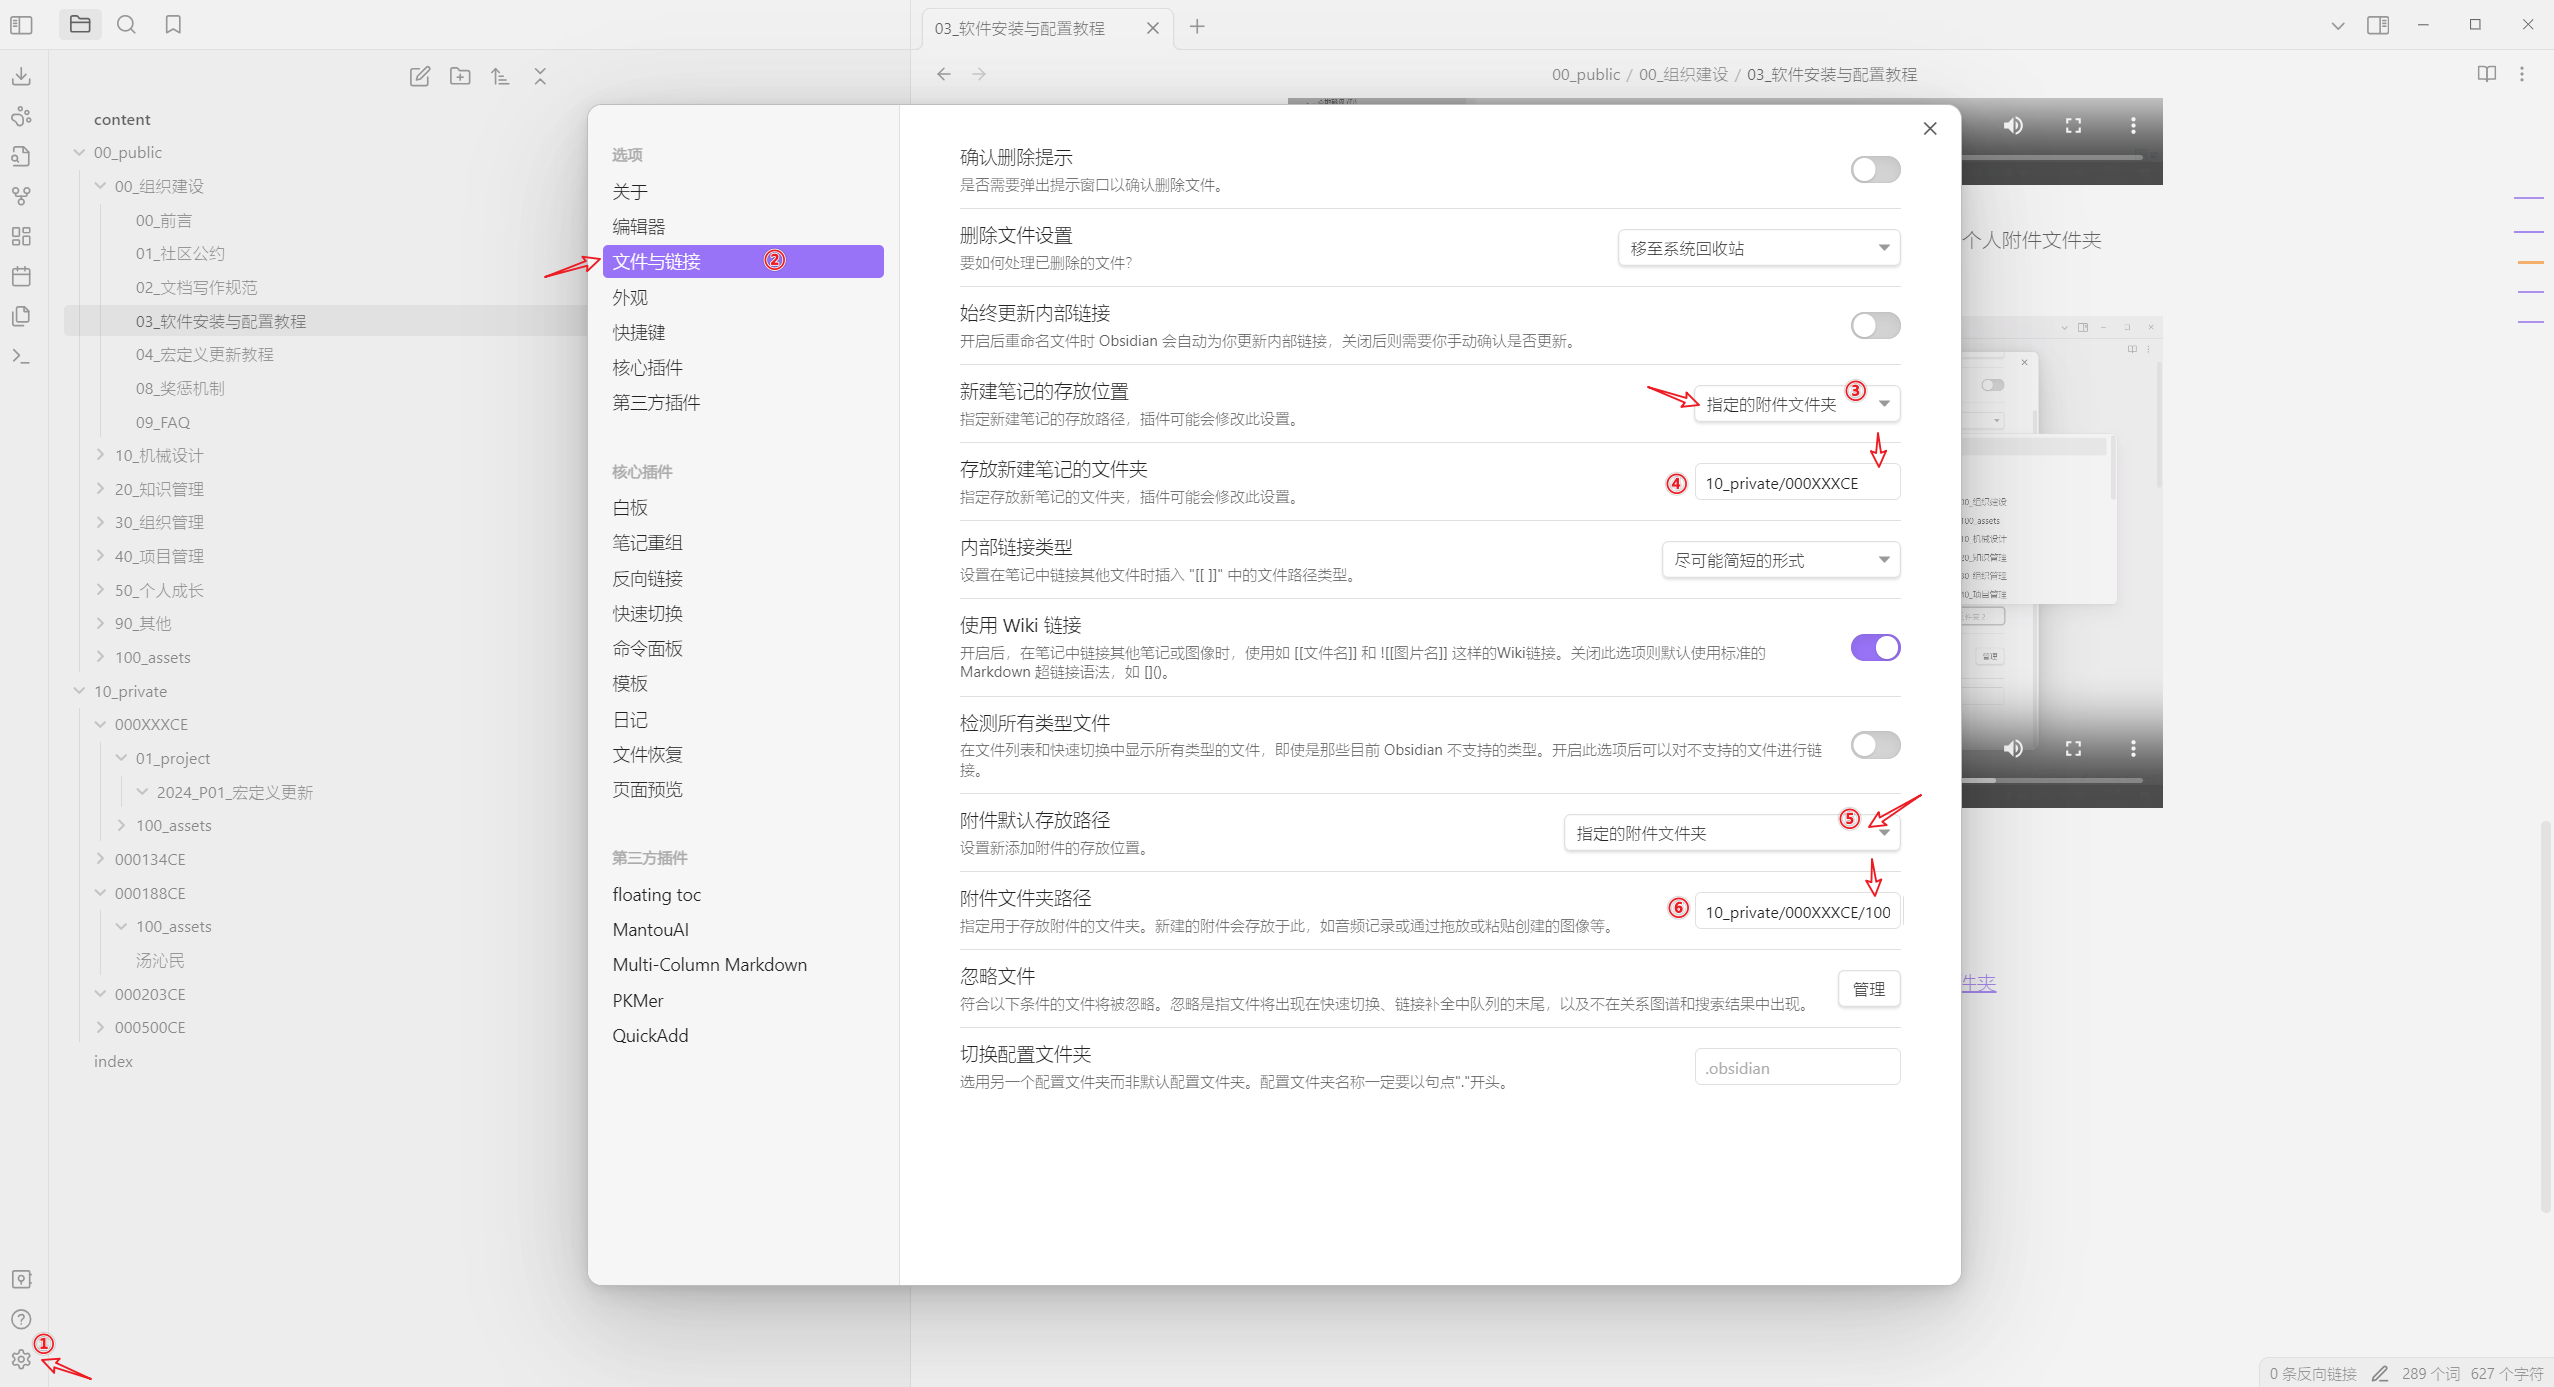 03_软件安装与配置教程
00_public / 00_组织建设 / 03_软件安装与配置教程
content
00_public
00_组织建设
00_前言
01_社区公约
02_文档写作规范
03_软件安装与配置教程
04_宏定义更新教程
08_奖惩机制
09_FAQ
10_机械设计
20_知识管理
30_组织管理
40_项目管理
50_个人成长
90_其他
100_assets
10_private
000XXXCE
01_project
2024_P01_宏定义更新
100_assets
000134CE
000188CE
100_assets
汤沁民
000203CE
000500CE
index
①
选项
关于
编辑器
文件与链接 ②
外观
快捷键
核心插件
第三方插件
核心插件
白板
笔记重组
反向链接
快速切换
命令面板
模板
日记
文件恢复
页面预览
第三方插件
floating toc
MantouAI
Multi-Column Markdown
PKMer
QuickAdd
确认删除提示
是否需要弹出提示窗口以确认删除文件。
删除文件设置
要如何处理已删除的文件?
移至系统回收站
始终更新内部链接
开启后重命名文件时 Obsidian 会自动为你更新内部链接，关闭后则需要你手动确认是否更新。
新建笔记的存放位置
指定新建笔记的存放路径，插件可能会修改此设置。
指定的附件文件夹 ③
存放新建笔记的文件夹
指定存放新笔记的文件夹，插件可能会修改此设置。
④ 10_private/000XXXCE
内部链接类型
设置在笔记中链接其他文件时插入 "[[ ]]" 中的文件路径类型。
尽可能简短的形式
使用 Wiki 链接
开启后，在笔记中链接其他笔记或图像时，使用如 [[文件名]] 和 ![[图片名]] 这样的Wiki链接。关闭此选项则默认使用标准的
Markdown 超链接语法，如 []()。
检测所有类型文件
在文件列表和快速切换中显示所有类型的文件，即使是那些目前 Obsidian 不支持的类型。开启此选项后可以对不支持的文件进行链
接。
附件默认存放路径
设置新添加附件的存放位置。
指定的附件文件夹 ⑤
附件文件夹路径
指定用于存放附件的文件夹。新建的附件会存放于此，如音频记录或通过拖放或粘贴创建的图像等。
⑥ 10_private/000XXXCE/100
忽略文件
符合以下条件的文件将被忽略。忽略是指文件将出现在快速切换、链接补全中队列的末尾，以及不在关系图谱和搜索结果中出现。
管理
切换配置文件夹
选用另一个配置文件夹而非默认配置文件夹。配置文件夹名称一定要以句点"."开头。
.obsidian
个人附件文件夹
00_组织建设
100_assets
10_机械设计
20_知识管理
30_组织管理
40_项目管理
管理
件夹
0 条反向链接 289 个词 627 个字符